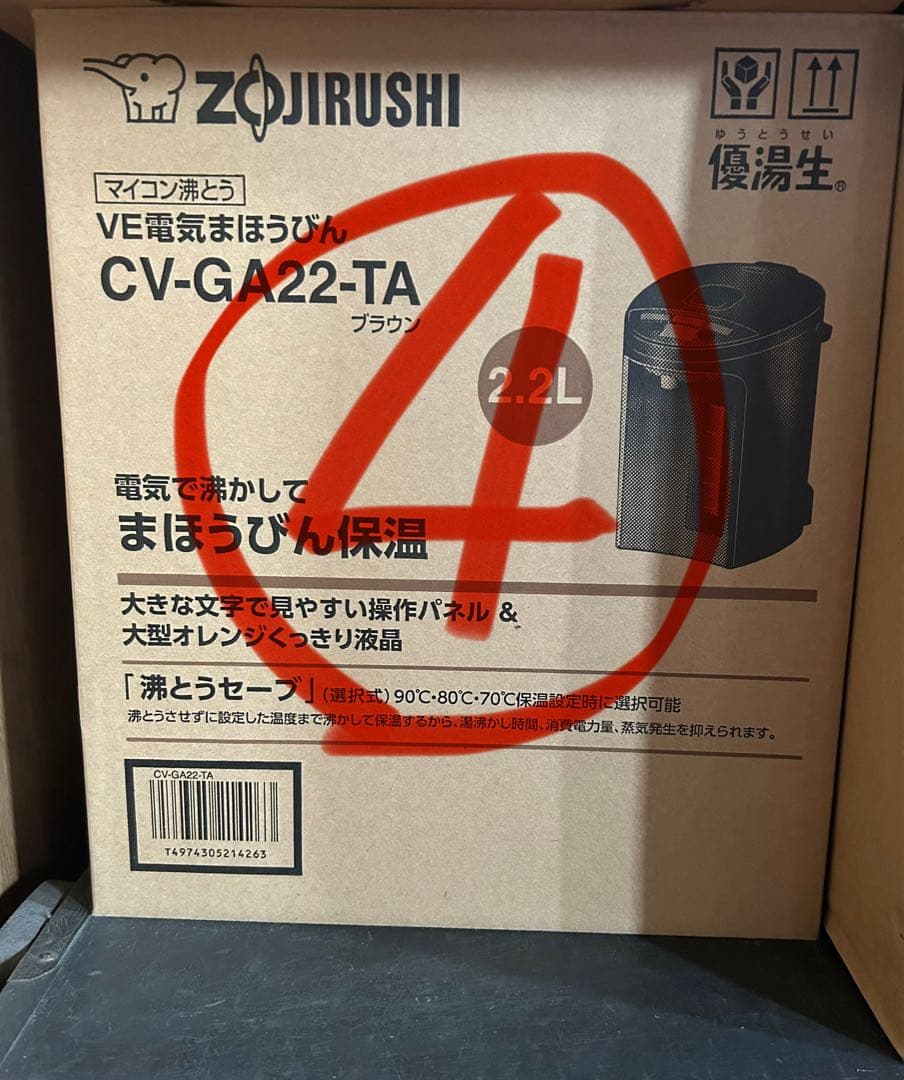 ZOJIRUSHI
ゆうとうせい
優湯生®
マイコン沸とう
VE電気まほうびん
CV-GA22-TA
ブラウン
2.2L
4
電気で沸かして
まほうびん保温
大きな文字で見やすい操作パネル &
大型オレンジくっきり液晶
「沸とうセーブ」(選択式)90℃・80℃・70℃保温設定時に選択可能
沸とうさせずに設定した温度まで沸かして保温するから、湯沸かし時間、消費電力量、蒸気発生を抑えられます。
CV-GA22-TA
T4974305214263